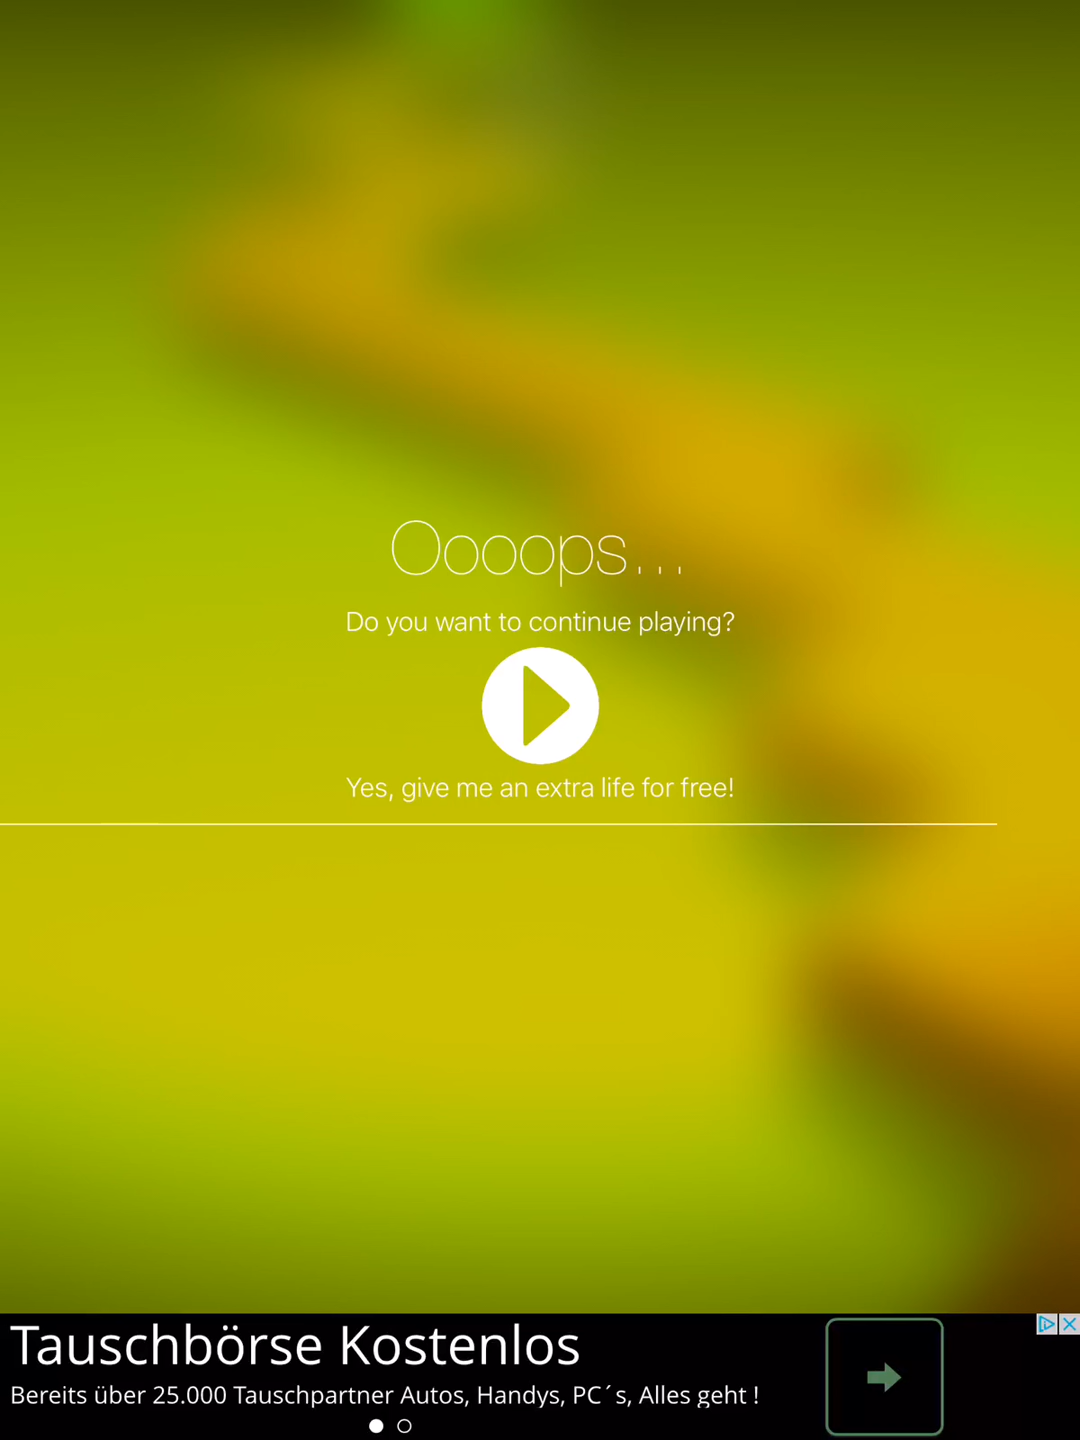 Oooops...
Do you want to continue playing?
Yes, give me an extra life for free!
Tauschbörse Kostenlos
Bereits über 25.000 Tauschpartner Autos, Handys, PC´s, Alles geht !